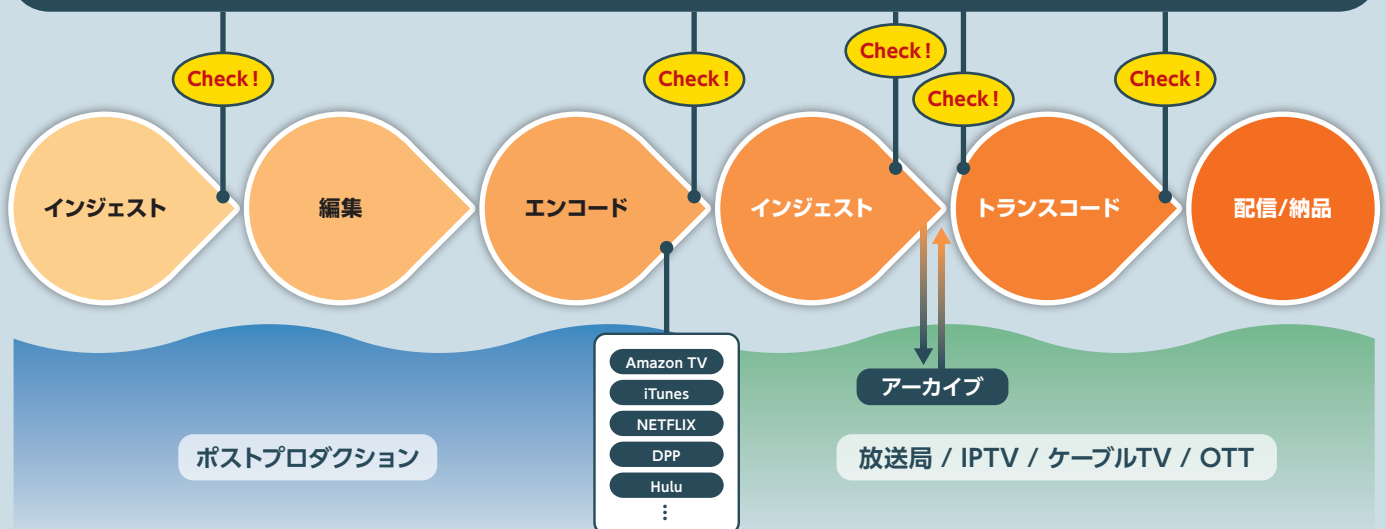 Check!
Check!
Check!
Check!
Check!
インジェスト
編集
エンコード
インジェスト
トランスコード
配信/納品
Amazon TV
iTunes
NETFLIX
DPP
Hulu
⋮
アーカイブ
ポストプロダクション
放送局 / IPTV / ケーブルTV / OTT